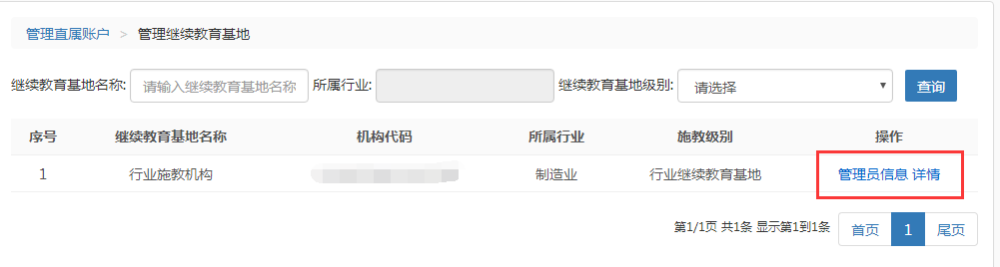 管理直属账户 > 管理继续教育基地
继续教育基地名称: 请输入继续教育基地名称 所属行业: 继续教育基地级别: 请选择 查询
序号 继续教育基地名称 机构代码 所属行业 施教级别 操作
1 行业施教机构 制造业 行业继续教育基地 管理员信息 详情
第1/1页 共1条 显示第1到1条 首页 1 尾页